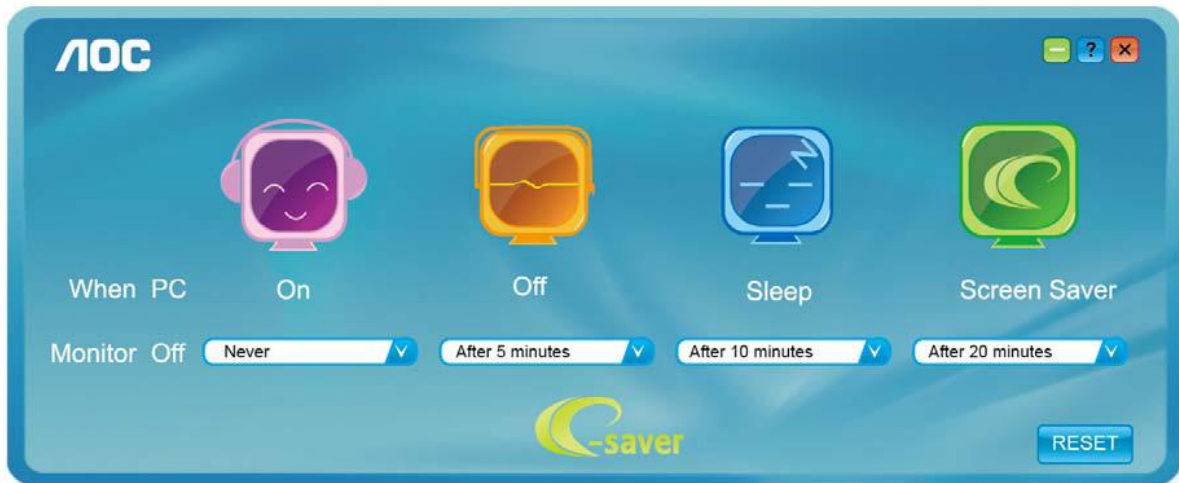 AOC
?
When PC On Off Sleep Screen Saver
Monitor Off Never After 5 minutes After 10 minutes After 20 minutes
e-saver
RESET